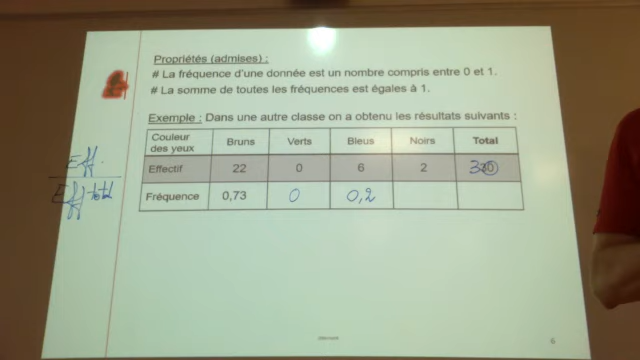 Propriétés (admises) :
# La fréquence d'une donnée est un nombre compris entre 0 et 1.
# La somme de toutes les fréquences est égales à 1.
Exemple : Dans une autre classe on a obtenu les résultats suivants :
Couleur des yeux Bruns Verts Bleus Noirs Total
Effectif 22 0 6 2 30
Fréquence 0,73 0 0,2
Eff.
Eff total
6